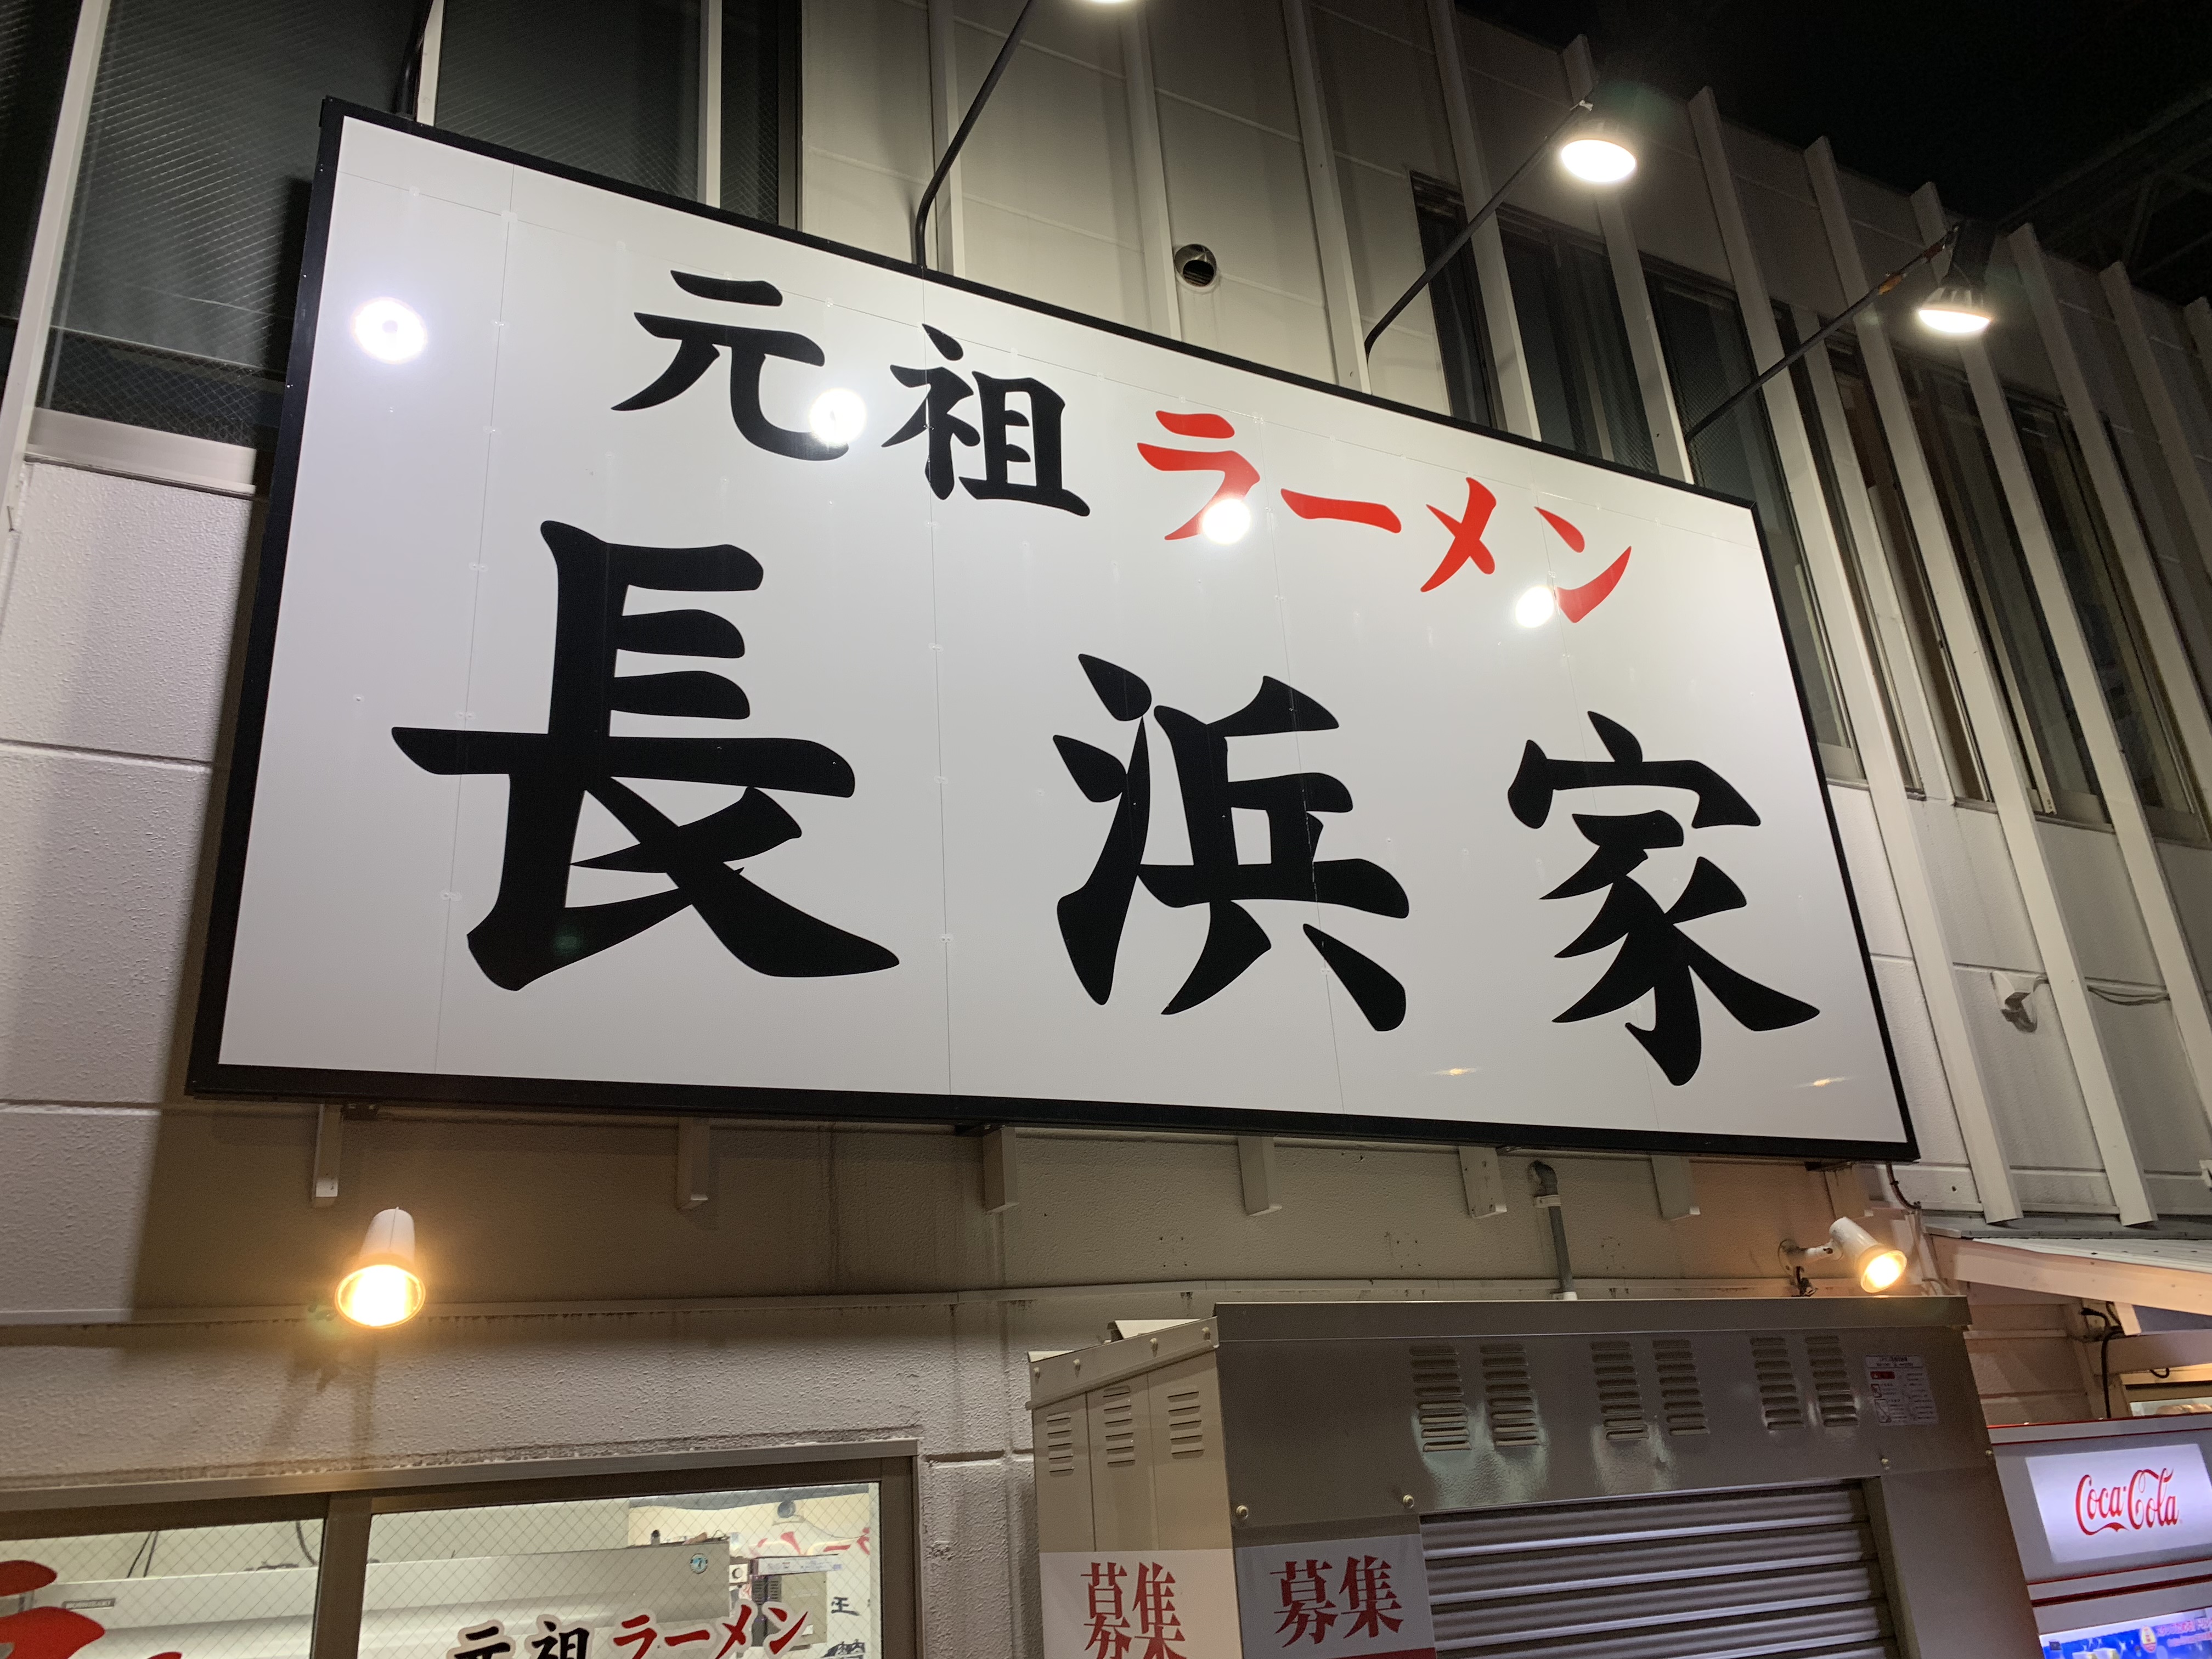 元祖ラーメン
長浜家
元祖ラーメン
募集
募集
Coca-Cola